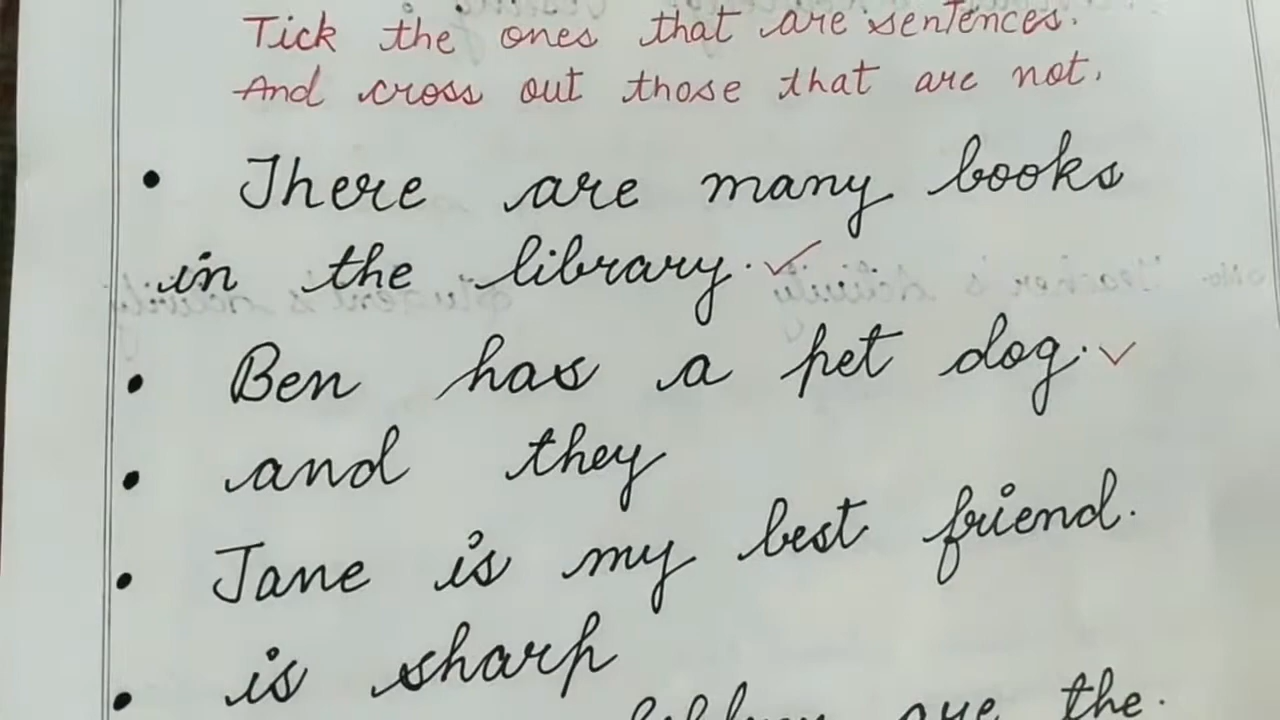 Tick the ones that are sentences.
And cross out those that are not.
• There are many books
in the library. ✓
• Ben has a pet dog. ✓
• and they
• Jane is my best friend.
• is sharp
the